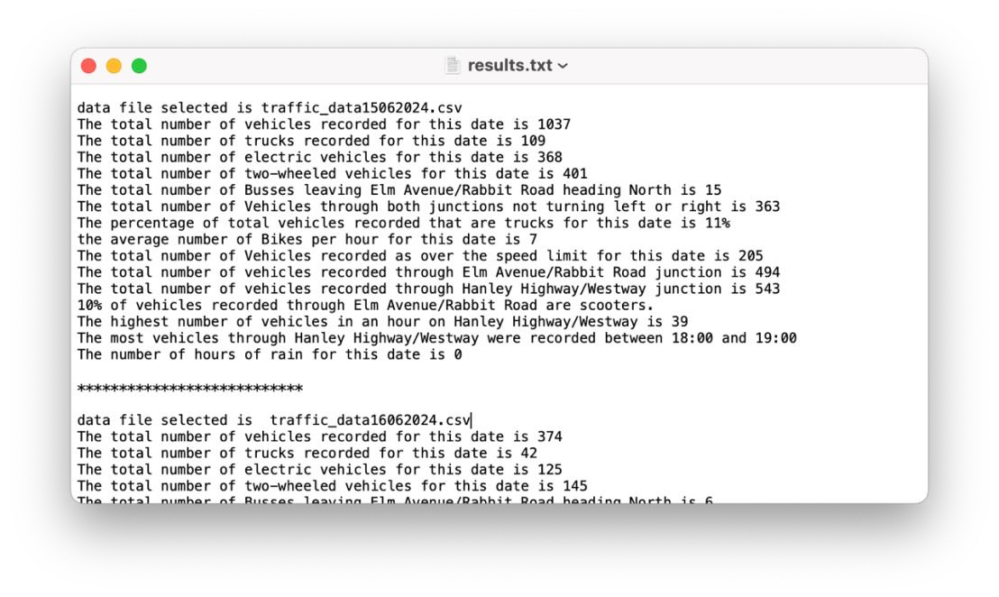 results.txt
data file selected is traffic_data15062024.csv
The total number of vehicles recorded for this date is 1037
The total number of trucks recorded for this date is 109
The total number of electric vehicles for this date is 368
The total number of two-wheeled vehicles for this date is 401
The total number of Busses leaving Elm Avenue/Rabbit Road heading North is 15
The total number of Vehicles through both junctions not turning left or right is 363
The percentage of total vehicles recorded that are trucks for this date is 11%
the average number of Bikes per hour for this date is 7
The total number of Vehicles recorded as over the speed limit for this date is 205
The total number of vehicles recorded through Elm Avenue/Rabbit Road junction is 494
The total number of vehicles recorded through Hanley Highway/Westway junction is 543
10% of vehicles recorded through Elm Avenue/Rabbit Road are scooters.
The highest number of vehicles in an hour on Hanley Highway/Westway is 39
The most vehicles through Hanley Highway/Westway were recorded between 18:00 and 19:00
The number of hours of rain for this date is 0
***************************
data file selected is  traffic_data16062024.csv
The total number of vehicles recorded for this date is 374
The total number of trucks recorded for this date is 42
The total number of electric vehicles for this date is 125
The total number of two-wheeled vehicles for this date is 145
The total number of Busses leaving Elm Avenue/Rabbit Road heading North is 6